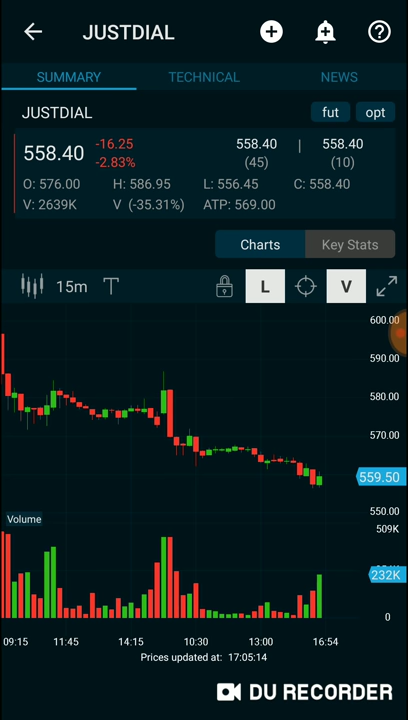 JUSTDIAL
SUMMARY TECHNICAL NEWS
JUSTDIAL fut opt
558.40 -16.25 558.40 | 558.40
-2.83% (45) (10)
O: 576.00 H: 586.95 L: 556.45 C: 558.40
V: 2639K V (-35.31%) ATP: 569.00
Charts Key Stats
15m T L V
600.00
590.00
580.00
570.00
559.50
550.00
Volume
509K
232K
0
09:15 11:45 14:15 10:30 13:00 16:54
Prices updated at: 17:05:14
DU RECORDER